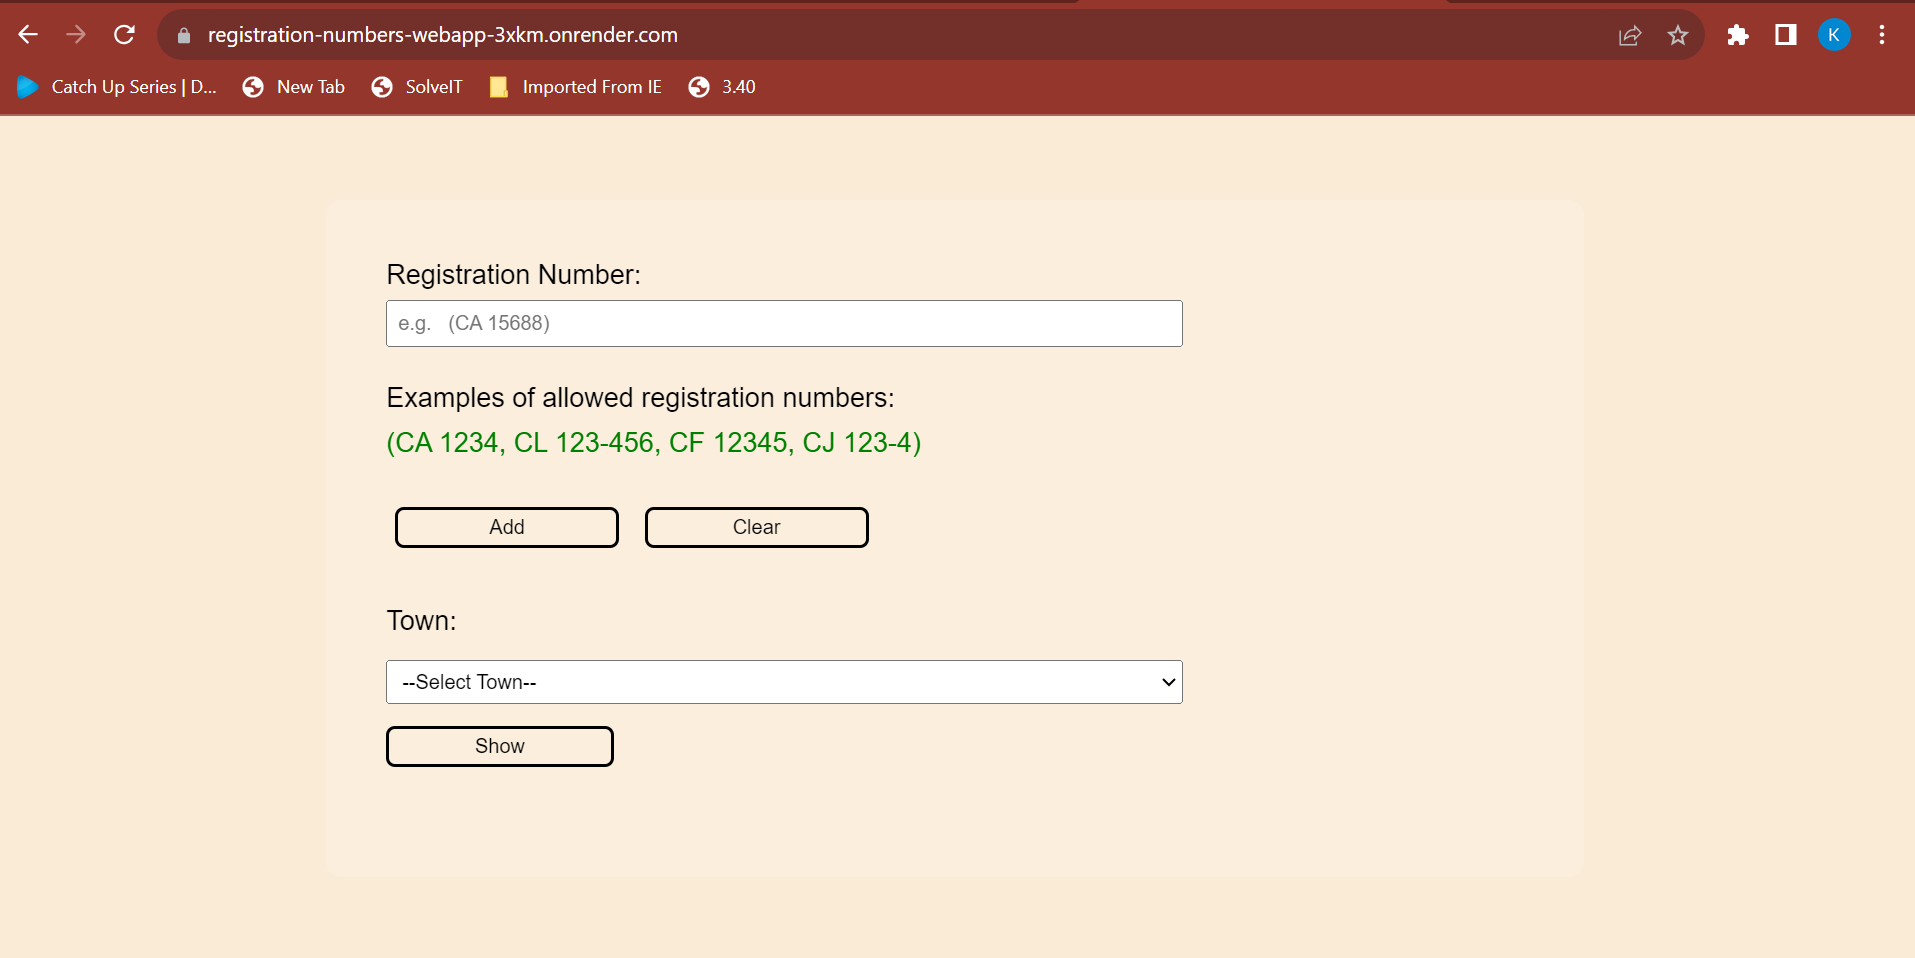 registration-numbers-webapp-3xkm.onrender.com
K
Catch Up Series | D...
New Tab
SolveIT
Imported From IE
3.40
Registration Number:
e.g. (CA 15688)
Examples of allowed registration numbers:
(CA 1234, CL 123-456, CF 12345, CJ 123-4)
Add
Clear
Town:
--Select Town--
Show